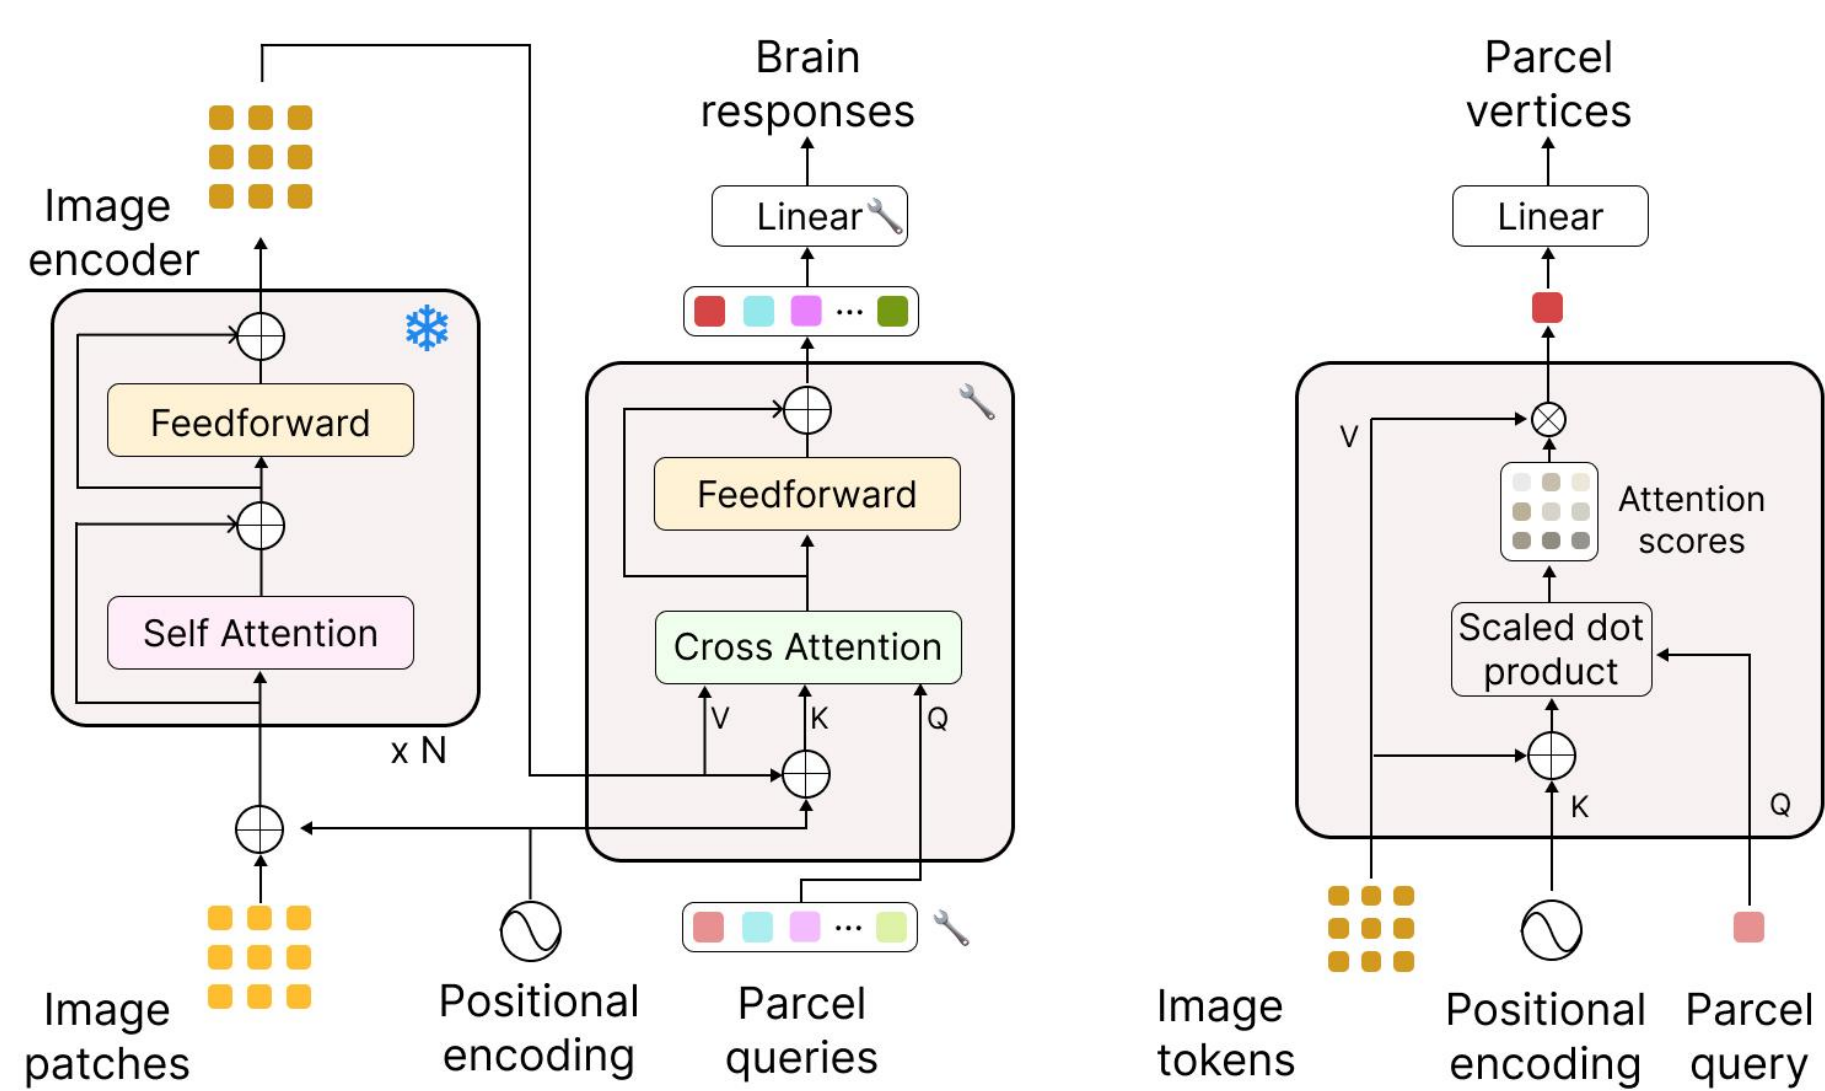 Image
encoder
Feedforward
Self Attention
x N
Image
patches
Positional
encoding
Brain
responses
Linear
...
Feedforward
Cross Attention
V
K
Q
...
Parcel
queries
Parcel
vertices
Linear
V
Attention
scores
Scaled dot
product
K
Q
Image
tokens
Positional
encoding
Parcel
query